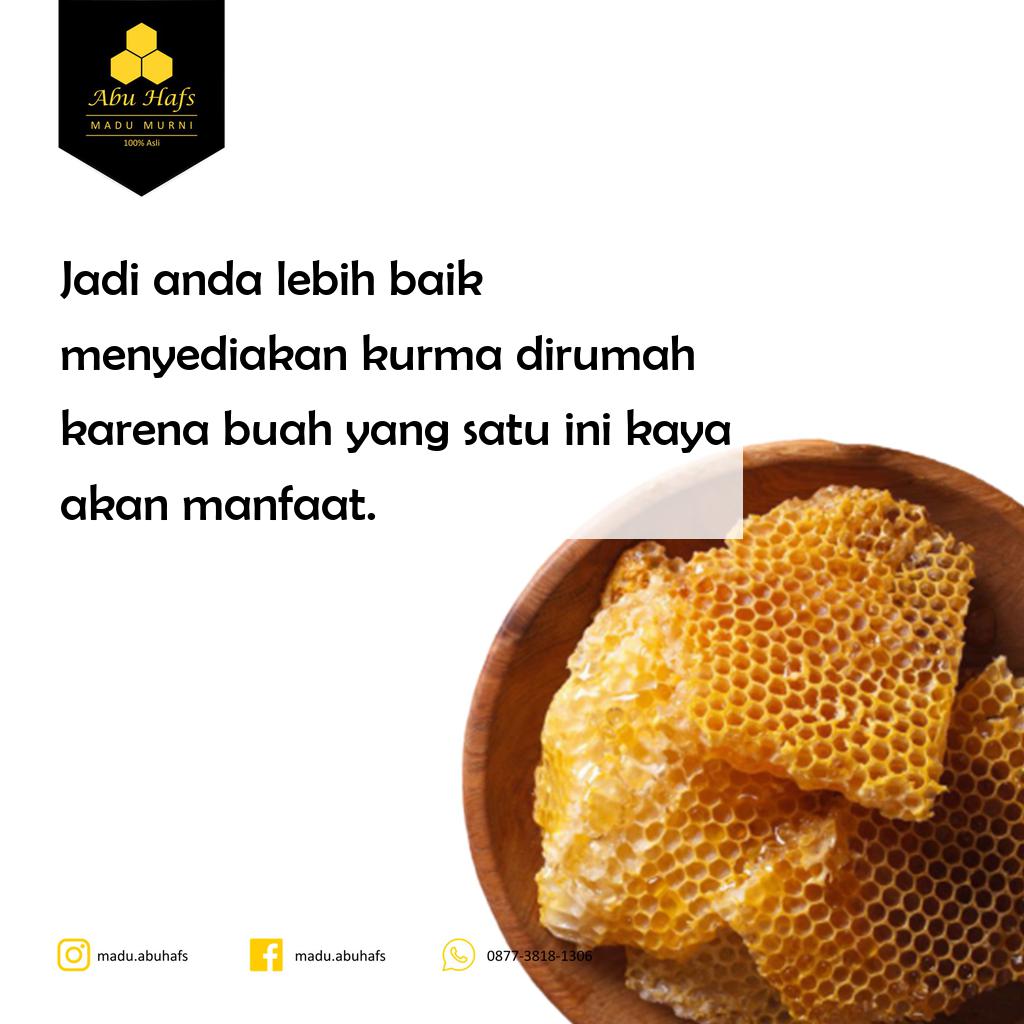 Abu Hafs
MADU MURNI
100% Asli
Jadi anda lebih baik
menyediakan kurma dirumah
karena buah yang satu ini kaya
akan manfaat.
madu.abuhafs
madu.abuhafs
0877-3818-1306